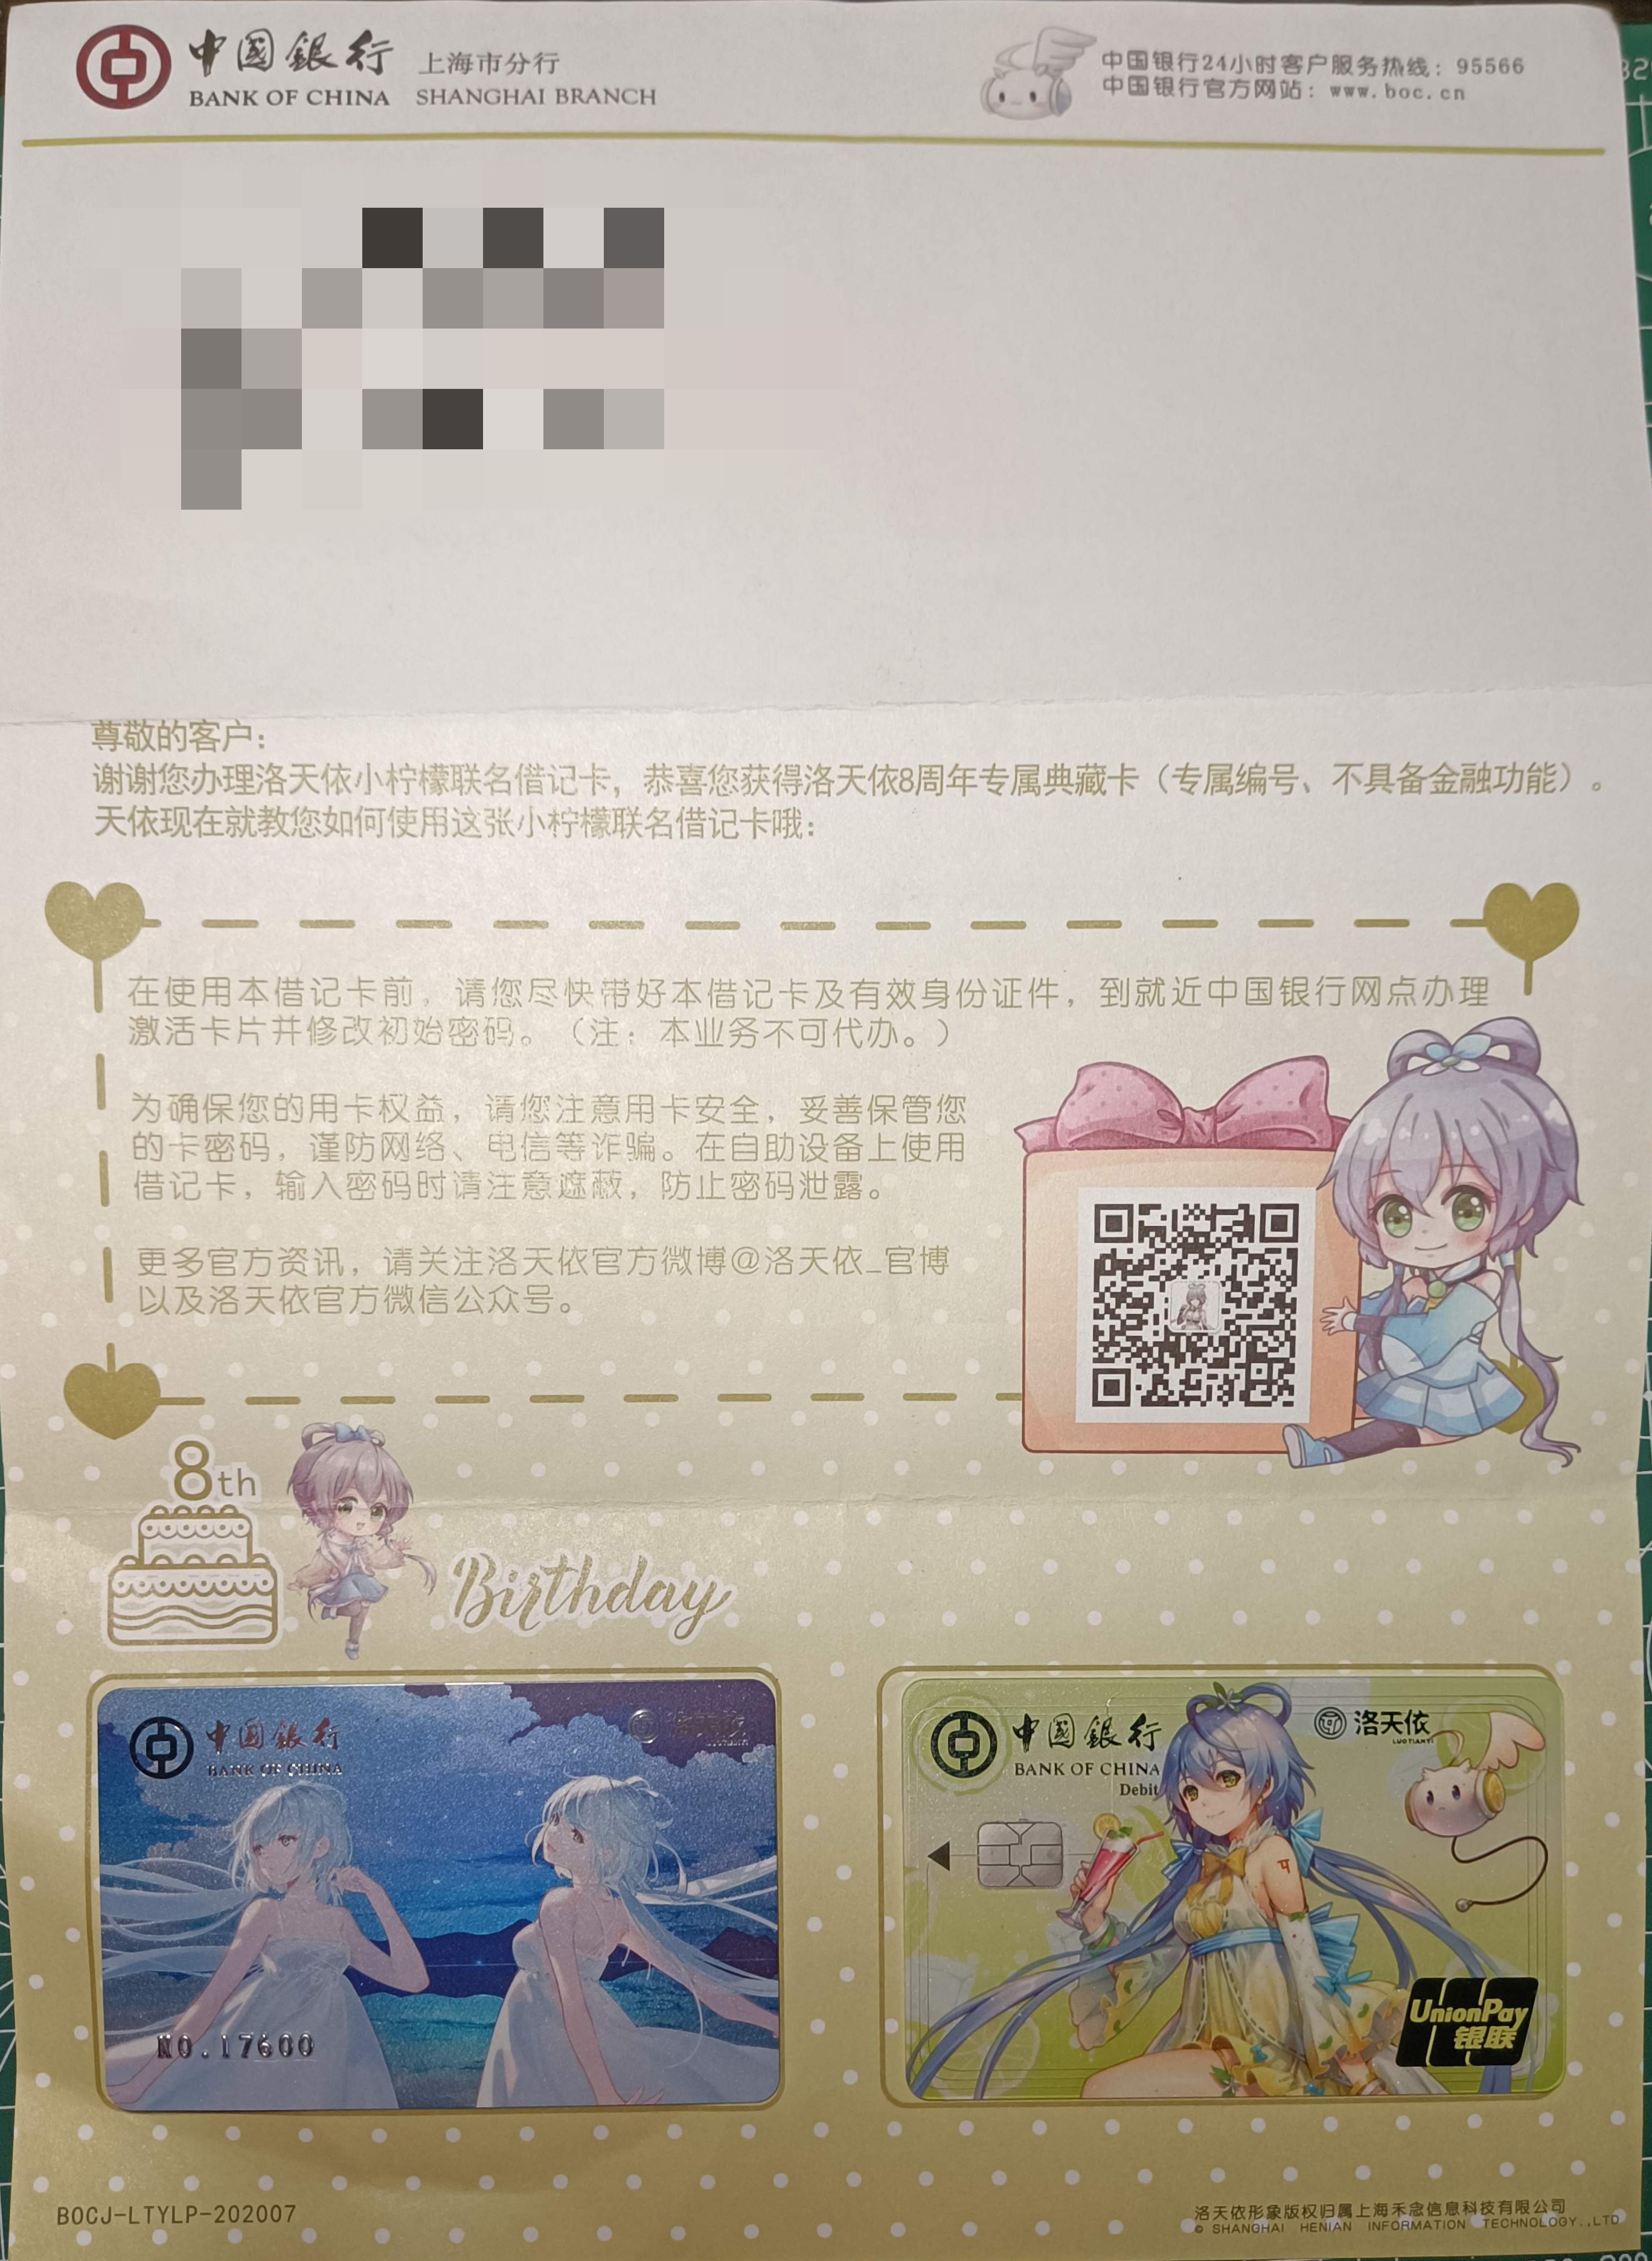 中国銀行 上海市分行
BANK OF CHINA SHANGHAI BRANCH
中国银行24小时客户服务热线：95566
中国银行官方网站：www.boc.cn
尊敬的客户：
谢谢您办理洛天依小柠檬联名借记卡，恭喜您获得洛天依8周年专属典藏卡（专属编号、不具备金融功能）。
天依现在就教您如何使用这张小柠檬联名借记卡哦：
在使用本借记卡前，请您尽快带好本借记卡及有效身份证件，到就近中国银行网点办理
激活卡片并修改初始密码。（注：本业务不可代办。）
为确保您的用卡权益，请您注意用卡安全，妥善保管您
的卡密码，谨防网络、电信等诈骗。在自助设备上使用
借记卡，输入密码时请注意遮蔽，防止密码泄露。
更多官方资讯，请关注洛天依官方微博@洛天依_官博
以及洛天依官方微信公众号。
8th
Birthday
中国銀行
BANK OF CHINA
洛天依
NO.17600
中国銀行
BANK OF CHINA
Debit
洛天依
LUOTIANYI
UnionPay
银联
BOCJ-LTYLP-202007
洛天依形象版权归属上海禾念信息科技有限公司
© SHANGHAI HENIAN INFORMATION TECHNOLOGY.,LTD